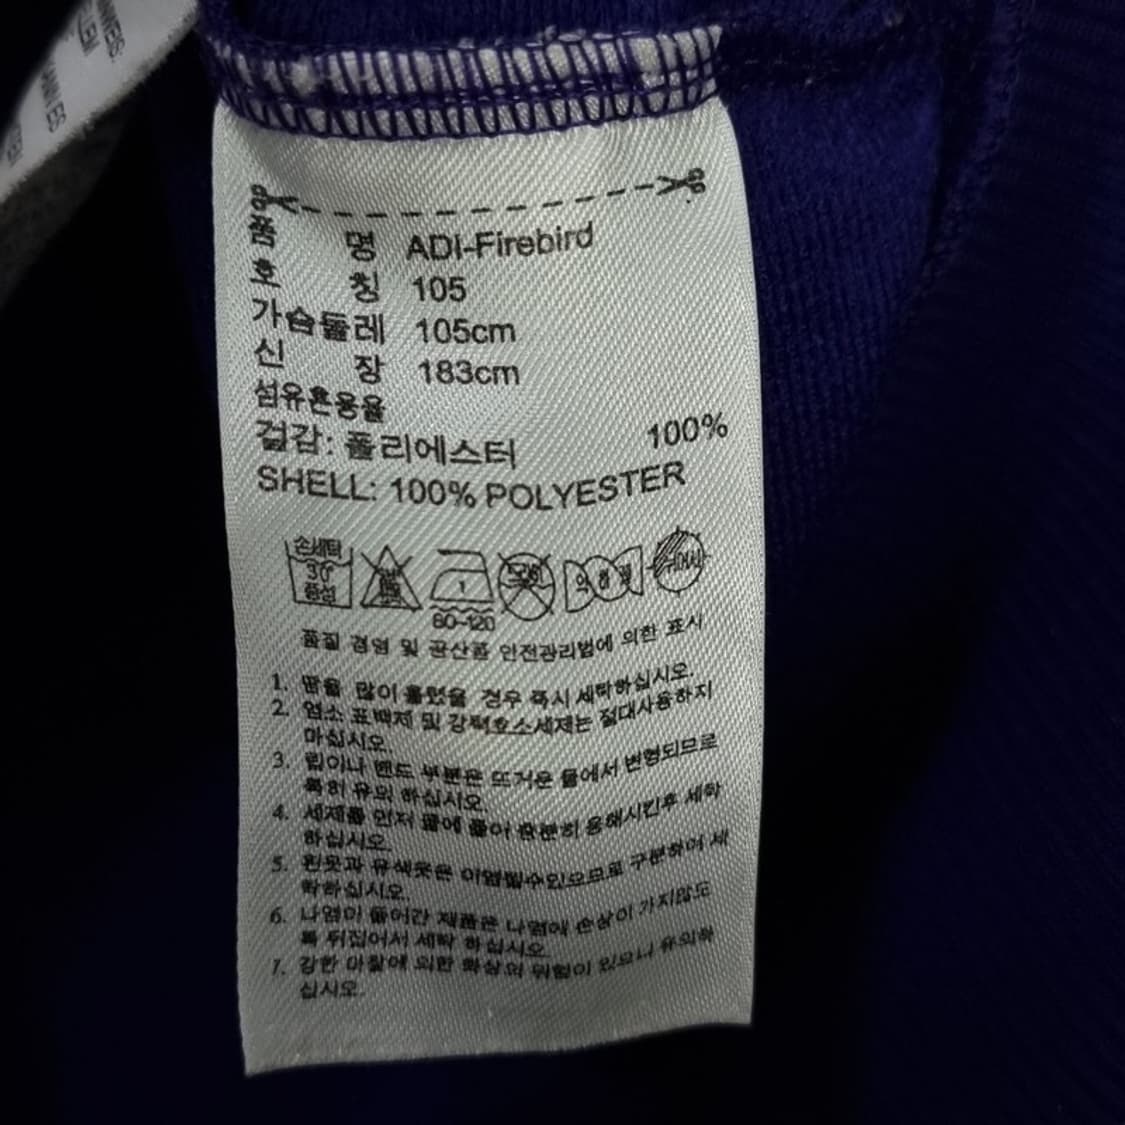 품 명 ADI-Firebird
호 칭 105
가슴둘레 105cm
신 장 183cm
섬유혼용율
겉감: 폴리에스터 100%
SHELL: 100% POLYESTER
손세탁 30° 중성
1
80~120
품질 경영 및 공산품 안전관리법에 의한 표시
1. 땀을 많이 흘렸을 경우 즉시 세탁하십시오.
2. 염소 표백제 및 강력효소세제는 절대사용하지
마십시오.
3. 립이나 밴드 부분은 뜨거운 물에서 변형되므로
특히 유의 하십시오
4. 세제를 먼저 물에 풀어 충분히 용해시킨후 세탁
하십시오.
5. 흰옷과 유색옷은 이염될수있으므로 구분하여 세
탁하십시오.
6. 나염이 들어간 제품은 나염에 손상이 가지않도
록 뒤집어서 세탁 하십시오
7. 강한 마찰에 의한 화상의 위험이 있으니 유의하
십시오.